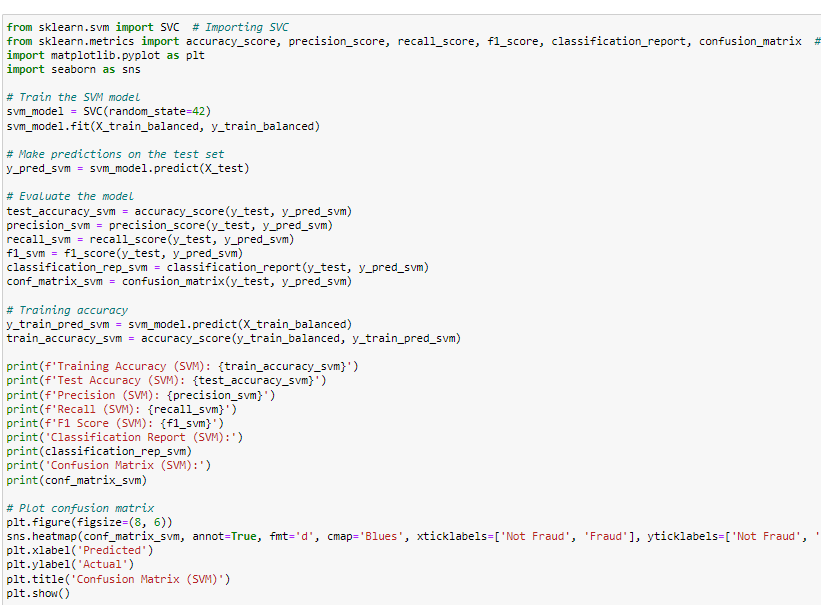 from sklearn.svm import SVC  # Importing SVC
from sklearn.metrics import accuracy_score, precision_score, recall_score, f1_score, classification_report, confusion_matrix  #
import matplotlib.pyplot as plt
import seaborn as sns

# Train the SVM model
svm_model = SVC(random_state=42)
svm_model.fit(X_train_balanced, y_train_balanced)

# Make predictions on the test set
y_pred_svm = svm_model.predict(X_test)

# Evaluate the model
test_accuracy_svm = accuracy_score(y_test, y_pred_svm)
precision_svm = precision_score(y_test, y_pred_svm)
recall_svm = recall_score(y_test, y_pred_svm)
f1_svm = f1_score(y_test, y_pred_svm)
classification_rep_svm = classification_report(y_test, y_pred_svm)
conf_matrix_svm = confusion_matrix(y_test, y_pred_svm)

# Training accuracy
y_train_pred_svm = svm_model.predict(X_train_balanced)
train_accuracy_svm = accuracy_score(y_train_balanced, y_train_pred_svm)

print(f'Training Accuracy (SVM): {train_accuracy_svm}')
print(f'Test Accuracy (SVM): {test_accuracy_svm}')
print(f'Precision (SVM): {precision_svm}')
print(f'Recall (SVM): {recall_svm}')
print(f'F1 Score (SVM): {f1_svm}')
print('Classification Report (SVM):')
print(classification_rep_svm)
print('Confusion Matrix (SVM):')
print(conf_matrix_svm)

# Plot confusion matrix
plt.figure(figsize=(8, 6))
sns.heatmap(conf_matrix_svm, annot=True, fmt='d', cmap='Blues', xticklabels=['Not Fraud', 'Fraud'], yticklabels=['Not Fraud', '
plt.xlabel('Predicted')
plt.ylabel('Actual')
plt.title('Confusion Matrix (SVM)')
plt.show()